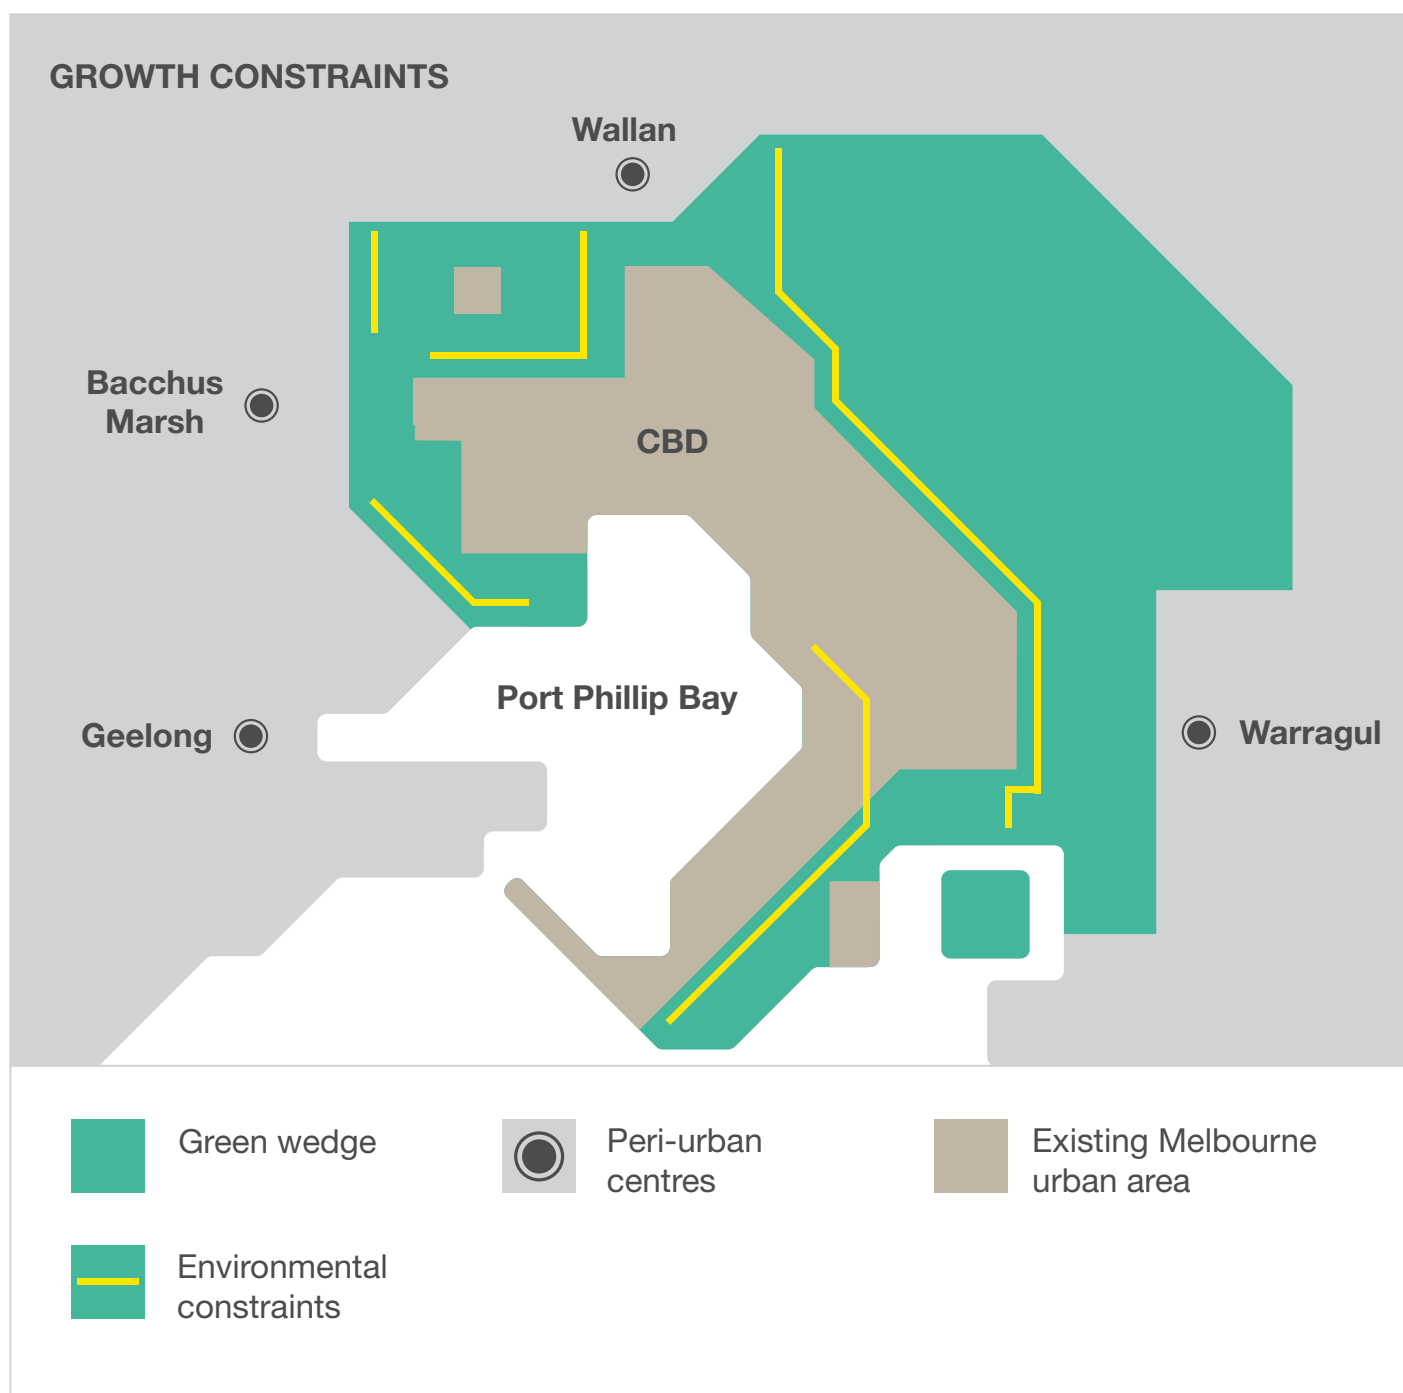 GROWTH CONSTRAINTS
Wallan
Bacchus
Marsh
CBD
Port Phillip Bay
Geelong
Warragul
Green wedge
Peri-urban
centres
Existing Melbourne
urban area
Environmental
constraints